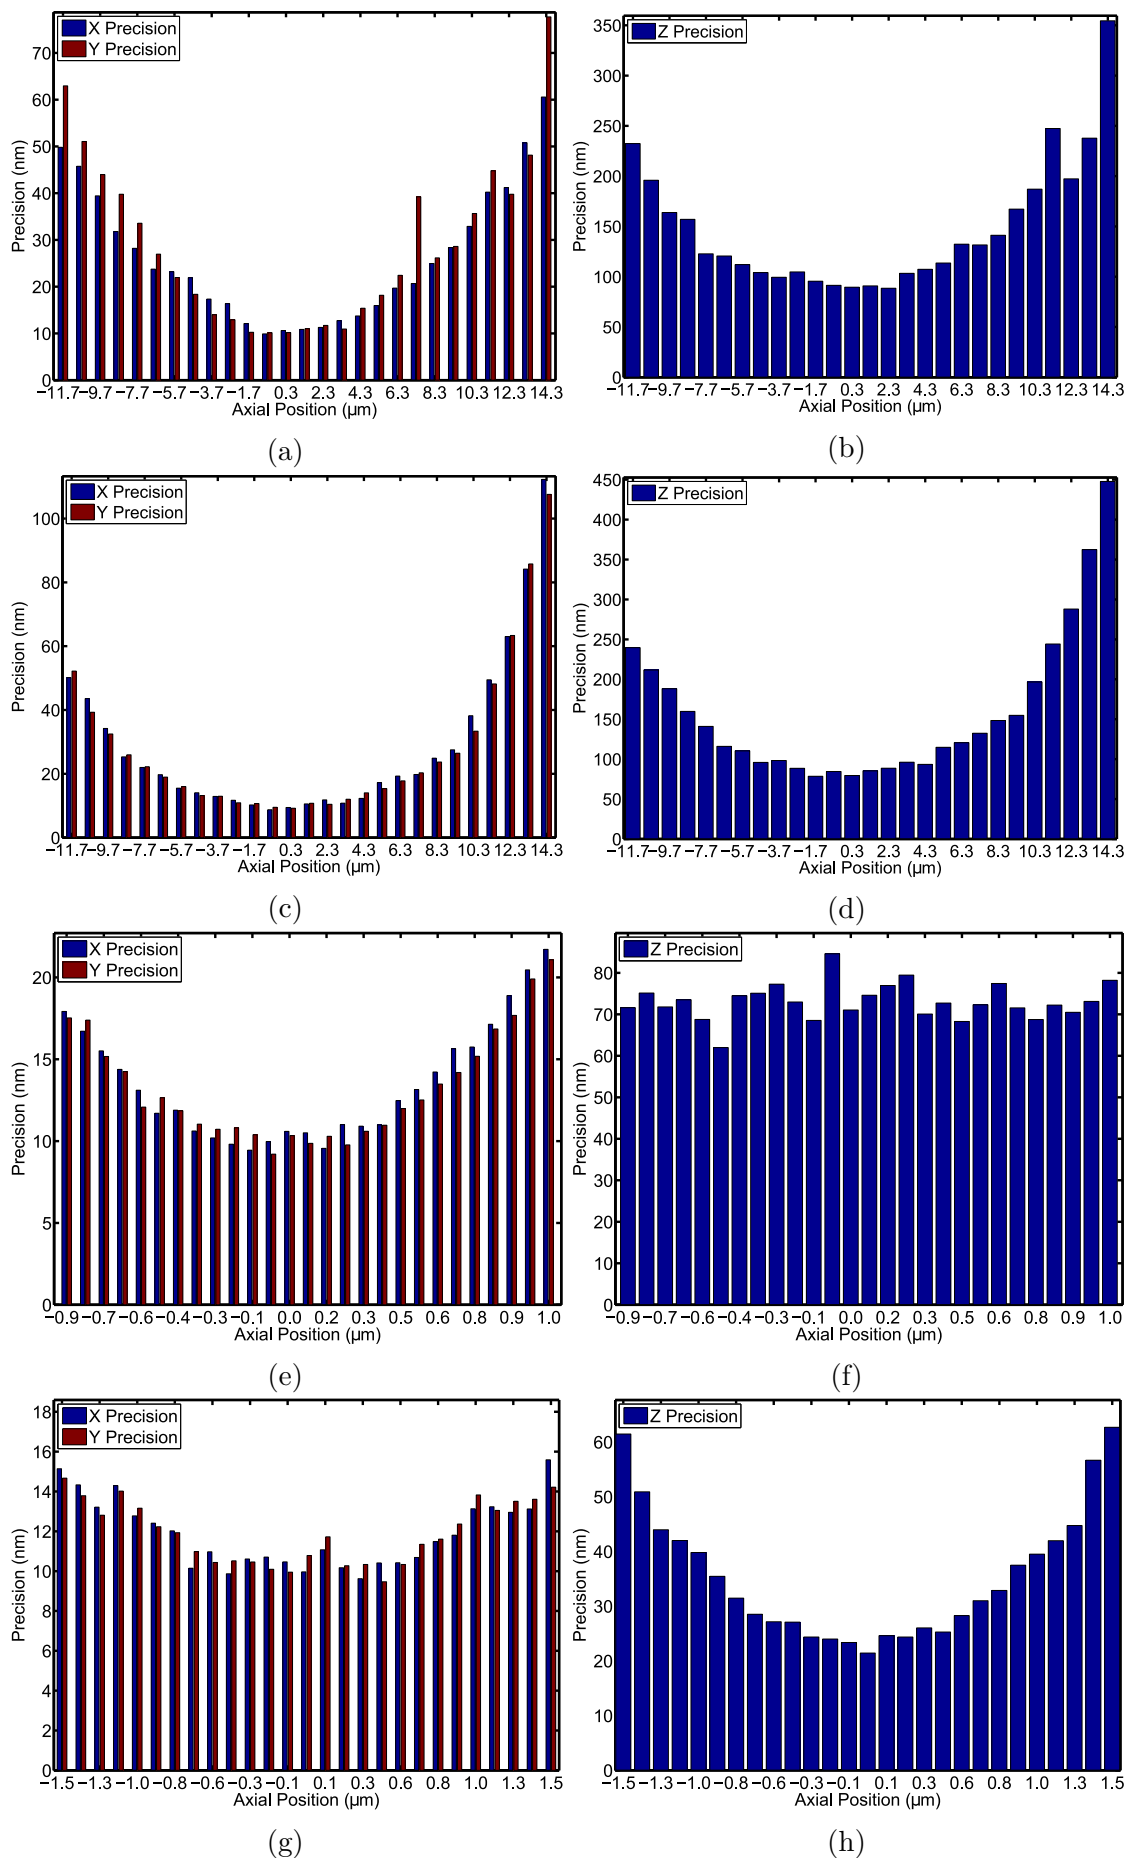 X Precision
Y Precision
Precision (nm)
70
60
50
40
30
20
10
0
−11.7 −9.7 −7.7 −5.7 −3.7 −1.7 0.3 2.3 4.3 6.3 8.3 10.3 12.3 14.3
Axial Position (µm)
(a)
Z Precision
Precision (nm)
350
300
250
200
150
100
50
0
−11.7 −9.7 −7.7 −5.7 −3.7 −1.7 0.3 2.3 4.3 6.3 8.3 10.3 12.3 14.3
Axial Position (µm)
(b)
X Precision
Y Precision
Precision (nm)
100
80
60
40
20
0
−11.7 −9.7 −7.7 −5.7 −3.7 −1.7 0.3 2.3 4.3 6.3 8.3 10.3 12.3 14.3
Axial Position (µm)
(c)
Z Precision
Precision (nm)
450
400
350
300
250
200
150
100
50
0
−11.7 −9.7 −7.7 −5.7 −3.7 −1.7 0.3 2.3 4.3 6.3 8.3 10.3 12.3 14.3
Axial Position (µm)
(d)
X Precision
Y Precision
Precision (nm)
20
15
10
5
0
−0.9 −0.7 −0.6 −0.4 −0.3 −0.1 0.0 0.2 0.3 0.5 0.6 0.8 0.9 1.0
Axial Position (µm)
(e)
Z Precision
Precision (nm)
80
70
60
50
40
30
20
10
0
−0.9 −0.7 −0.6 −0.4 −0.3 −0.1 0.0 0.2 0.3 0.5 0.6 0.8 0.9 1.0
Axial Position (µm)
(f)
X Precision
Y Precision
Precision (nm)
18
16
14
12
10
8
6
4
2
0
−1.5 −1.3 −1.0 −0.8 −0.6 −0.3 −0.1 0.1 0.3 0.6 0.8 1.0 1.3 1.5
Axial Position (µm)
(g)
Z Precision
Precision (nm)
60
50
40
30
20
10
0
−1.5 −1.3 −1.0 −0.8 −0.6 −0.3 −0.1 0.1 0.3 0.6 0.8 1.0 1.3 1.5
Axial Position (µm)
(h)